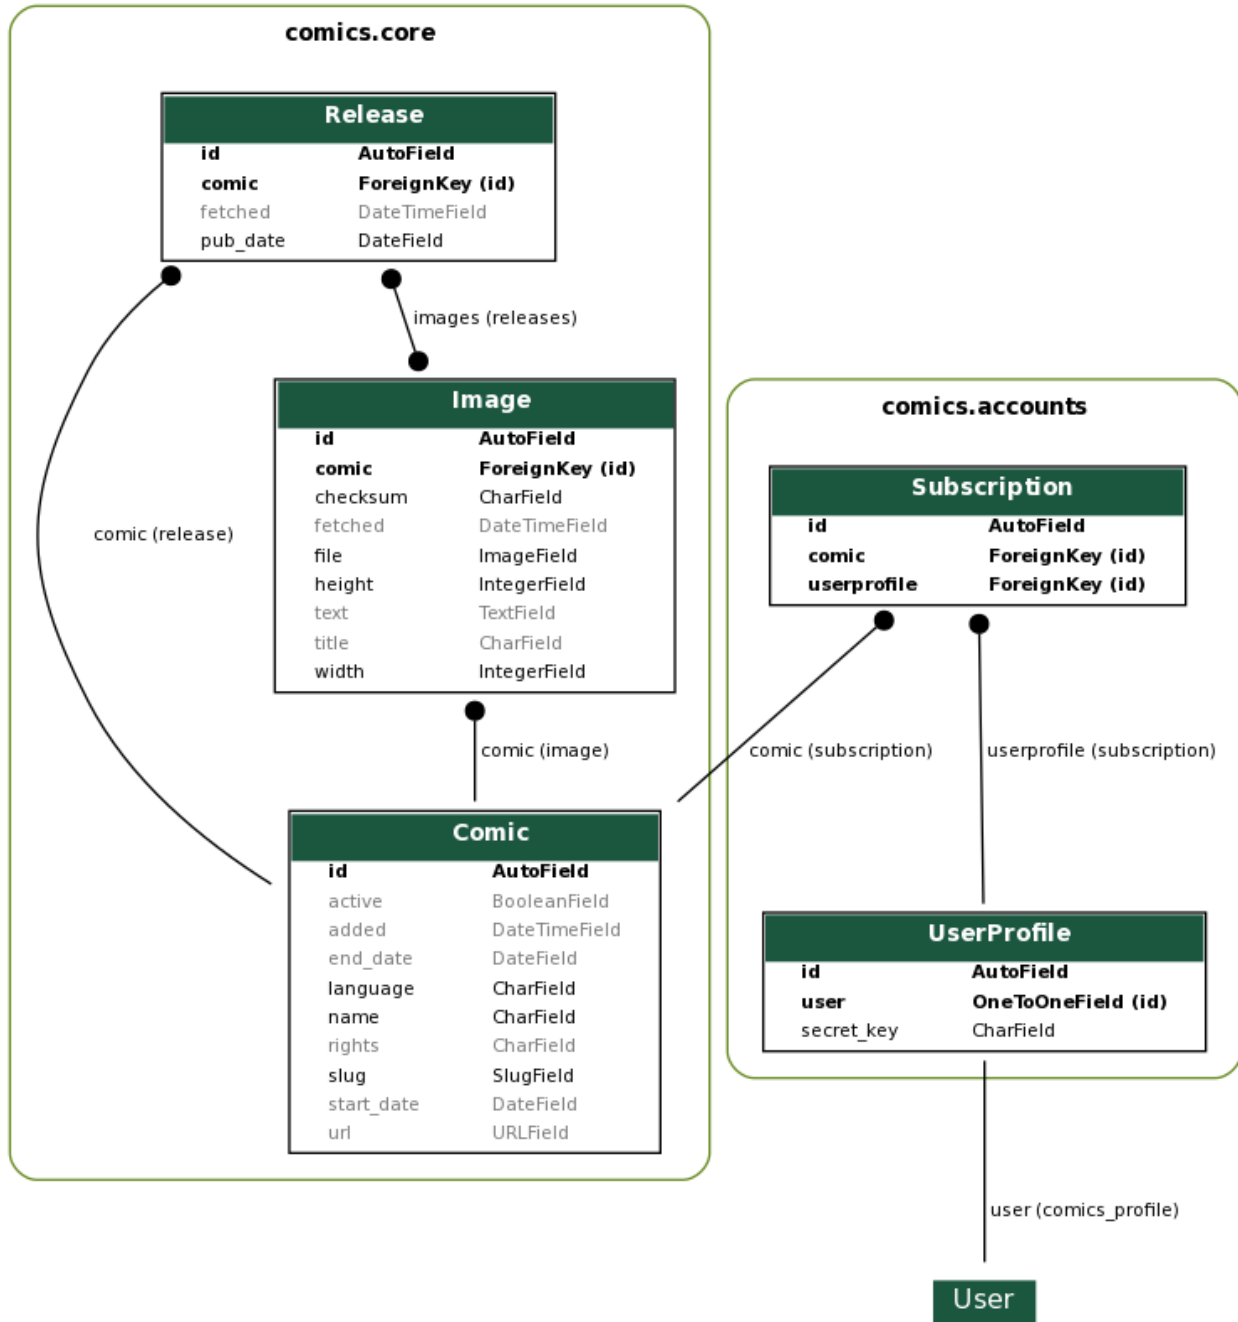 comics.core
Release
id AutoField
comic ForeignKey (id)
fetched DateTimeField
pub_date DateField
images (releases)
comic (release)
Image
id AutoField
comic ForeignKey (id)
checksum CharField
fetched DateTimeField
file ImageField
height IntegerField
text TextField
title CharField
width IntegerField
comic (image)
Comic
id AutoField
active BooleanField
added DateTimeField
end_date DateField
language CharField
name CharField
rights CharField
slug SlugField
start_date DateField
url URLField
comics.accounts
Subscription
id AutoField
comic ForeignKey (id)
userprofile ForeignKey (id)
comic (subscription)
userprofile (subscription)
UserProfile
id AutoField
user OneToOneField (id)
secret_key CharField
user (comics_profile)
User